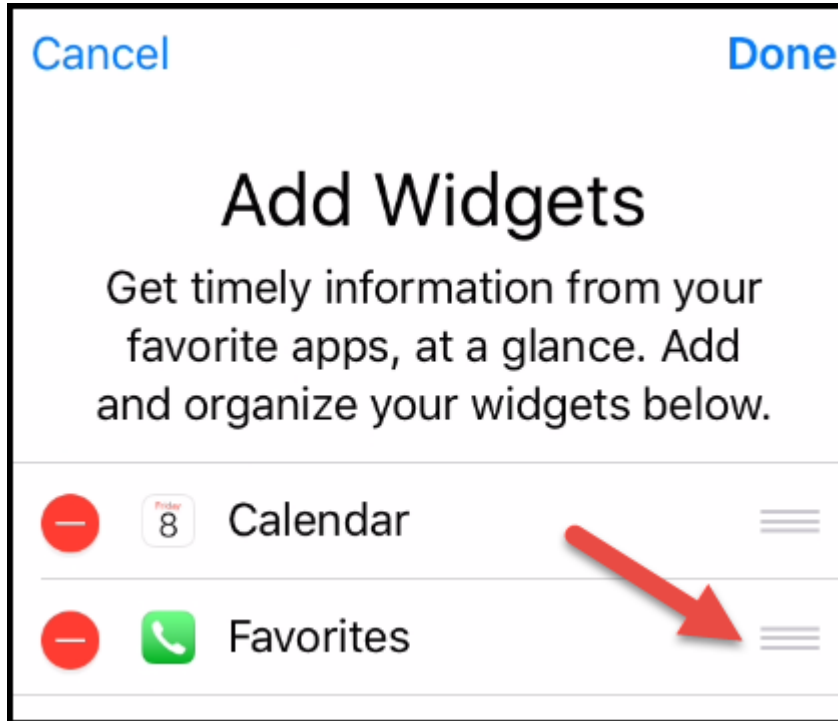 Cancel Done
Add Widgets
Get timely information from your
favorite apps, at a glance. Add
and organize your widgets below.
Friday
8 Calendar
Favorites